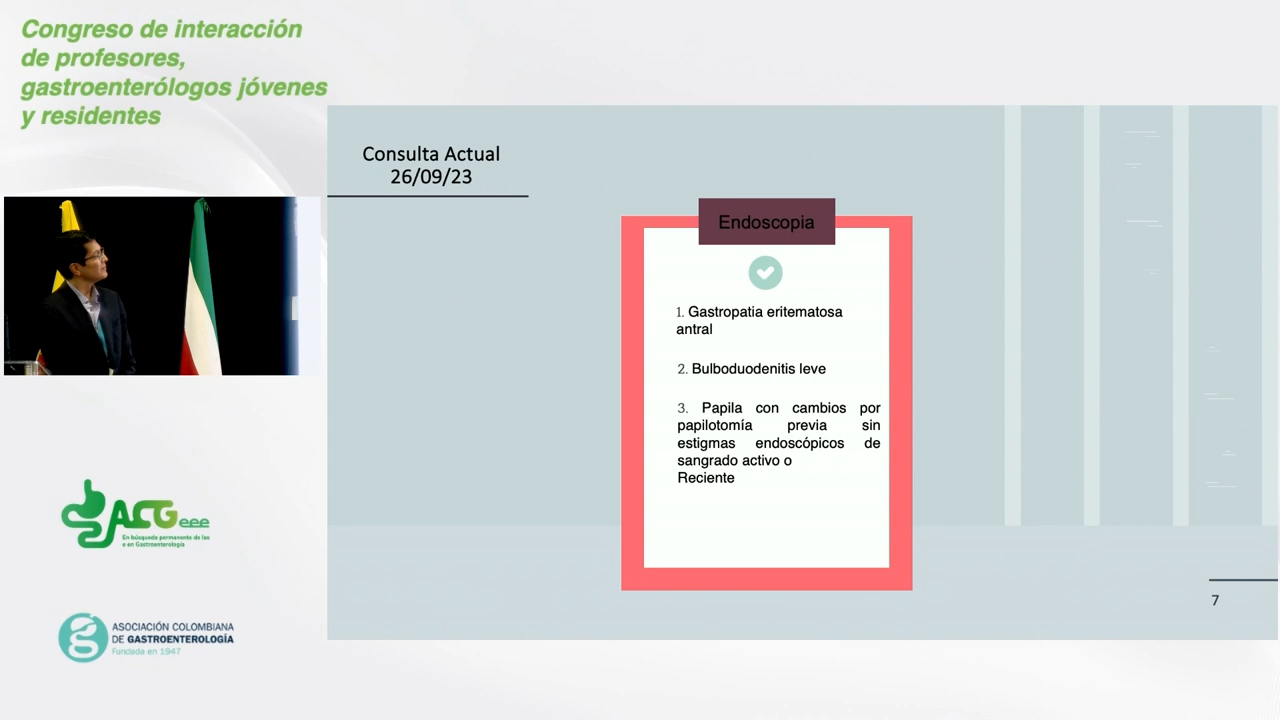 Congreso de interacción
de profesores,
gastroenterólogos jóvenes
y residentes
Consulta Actual
26/09/23
Endoscopia
1. Gastropatia eritematosa
antral
2. Bulboduodenitis leve
3. Papila con cambios por
papilotomía previa sin
estigmas endoscópicos de
sangrado activo o
Reciente
7
ACGeee
En búsqueda permanente de las
e en Gastroenterología
ASOCIACIÓN COLOMBIANA
DE GASTROENTEROLOGÍA
Fundada en 1947